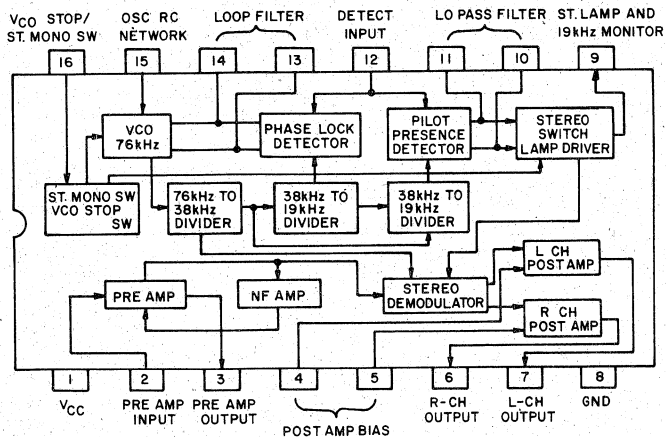 VCO STOP/
ST. MONO SW
OSC RC
NETWORK
LOOP FILTER
DETECT
INPUT
LO PASS FILTER
ST. LAMP AND
19kHz MONITOR
16
15
14
13
12
11
10
9
VCO
76kHz
PHASE LOCK
DETECTOR
PILOT
PRESENCE
DETECTOR
STEREO
SWITCH
LAMP DRIVER
ST. MONO SW
VCO STOP
SW
76kHz TO
38kHz
DIVIDER
38kHz TO
19kHz
DIVIDER
38kHz TO
19kHz
DIVIDER
PRE AMP
NF AMP
STEREO
DEMODULATOR
L CH
POST AMP
R CH
POST AMP
1
2
3
4
5
6
7
8
VCC
PRE AMP
INPUT
PRE AMP
OUTPUT
POST AMP BIAS
R-CH
OUTPUT
L-CH
OUTPUT
GND